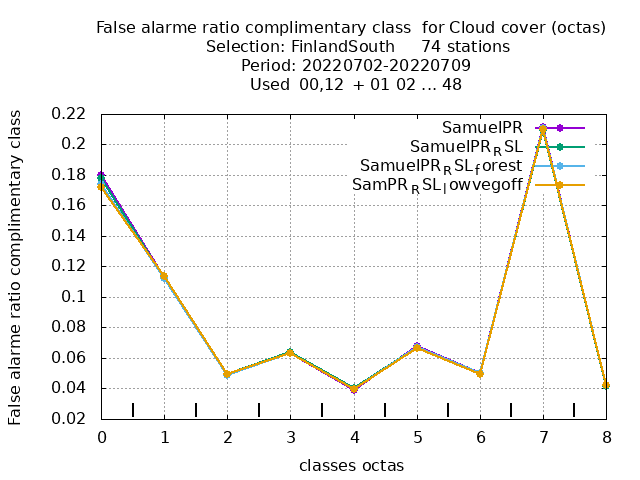 False alarme ratio complimentary class for Cloud cover (octas)
Selection: FinlandSouth 74 stations
Period: 20220702-20220709
Used 00,12 + 01 02 ... 48
False alarme ratio complimentary class
0.22
0.2
0.18
0.16
0.14
0.12
0.1
0.08
0.06
0.04
0.02
SamuelPR
SamuelPR_RSL
SamuelPR_RSL_forest
SamPR_RSL_lowvegoff
0 1 2 3 4 5 6 7 8
classes octas